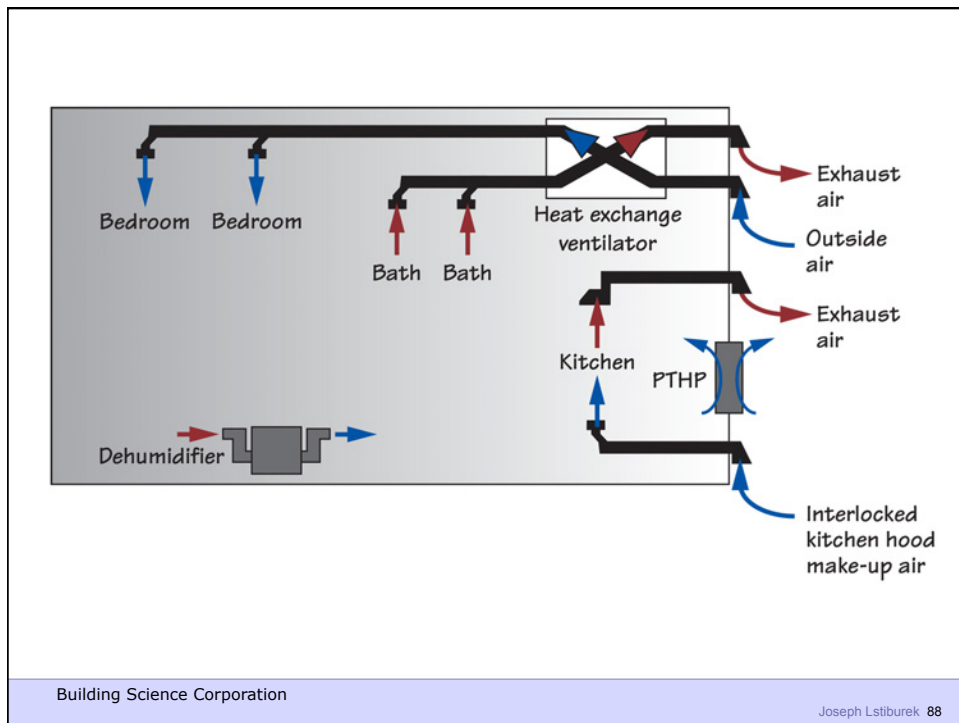 Exhaust
air
Bedroom Bedroom
Heat exchange
ventilator
Outside
air
Bath Bath
Exhaust
air
Kitchen
PTHP
Dehumidifier
Interlocked
kitchen hood
make-up air
Building Science Corporation
Joseph Lstiburek 88